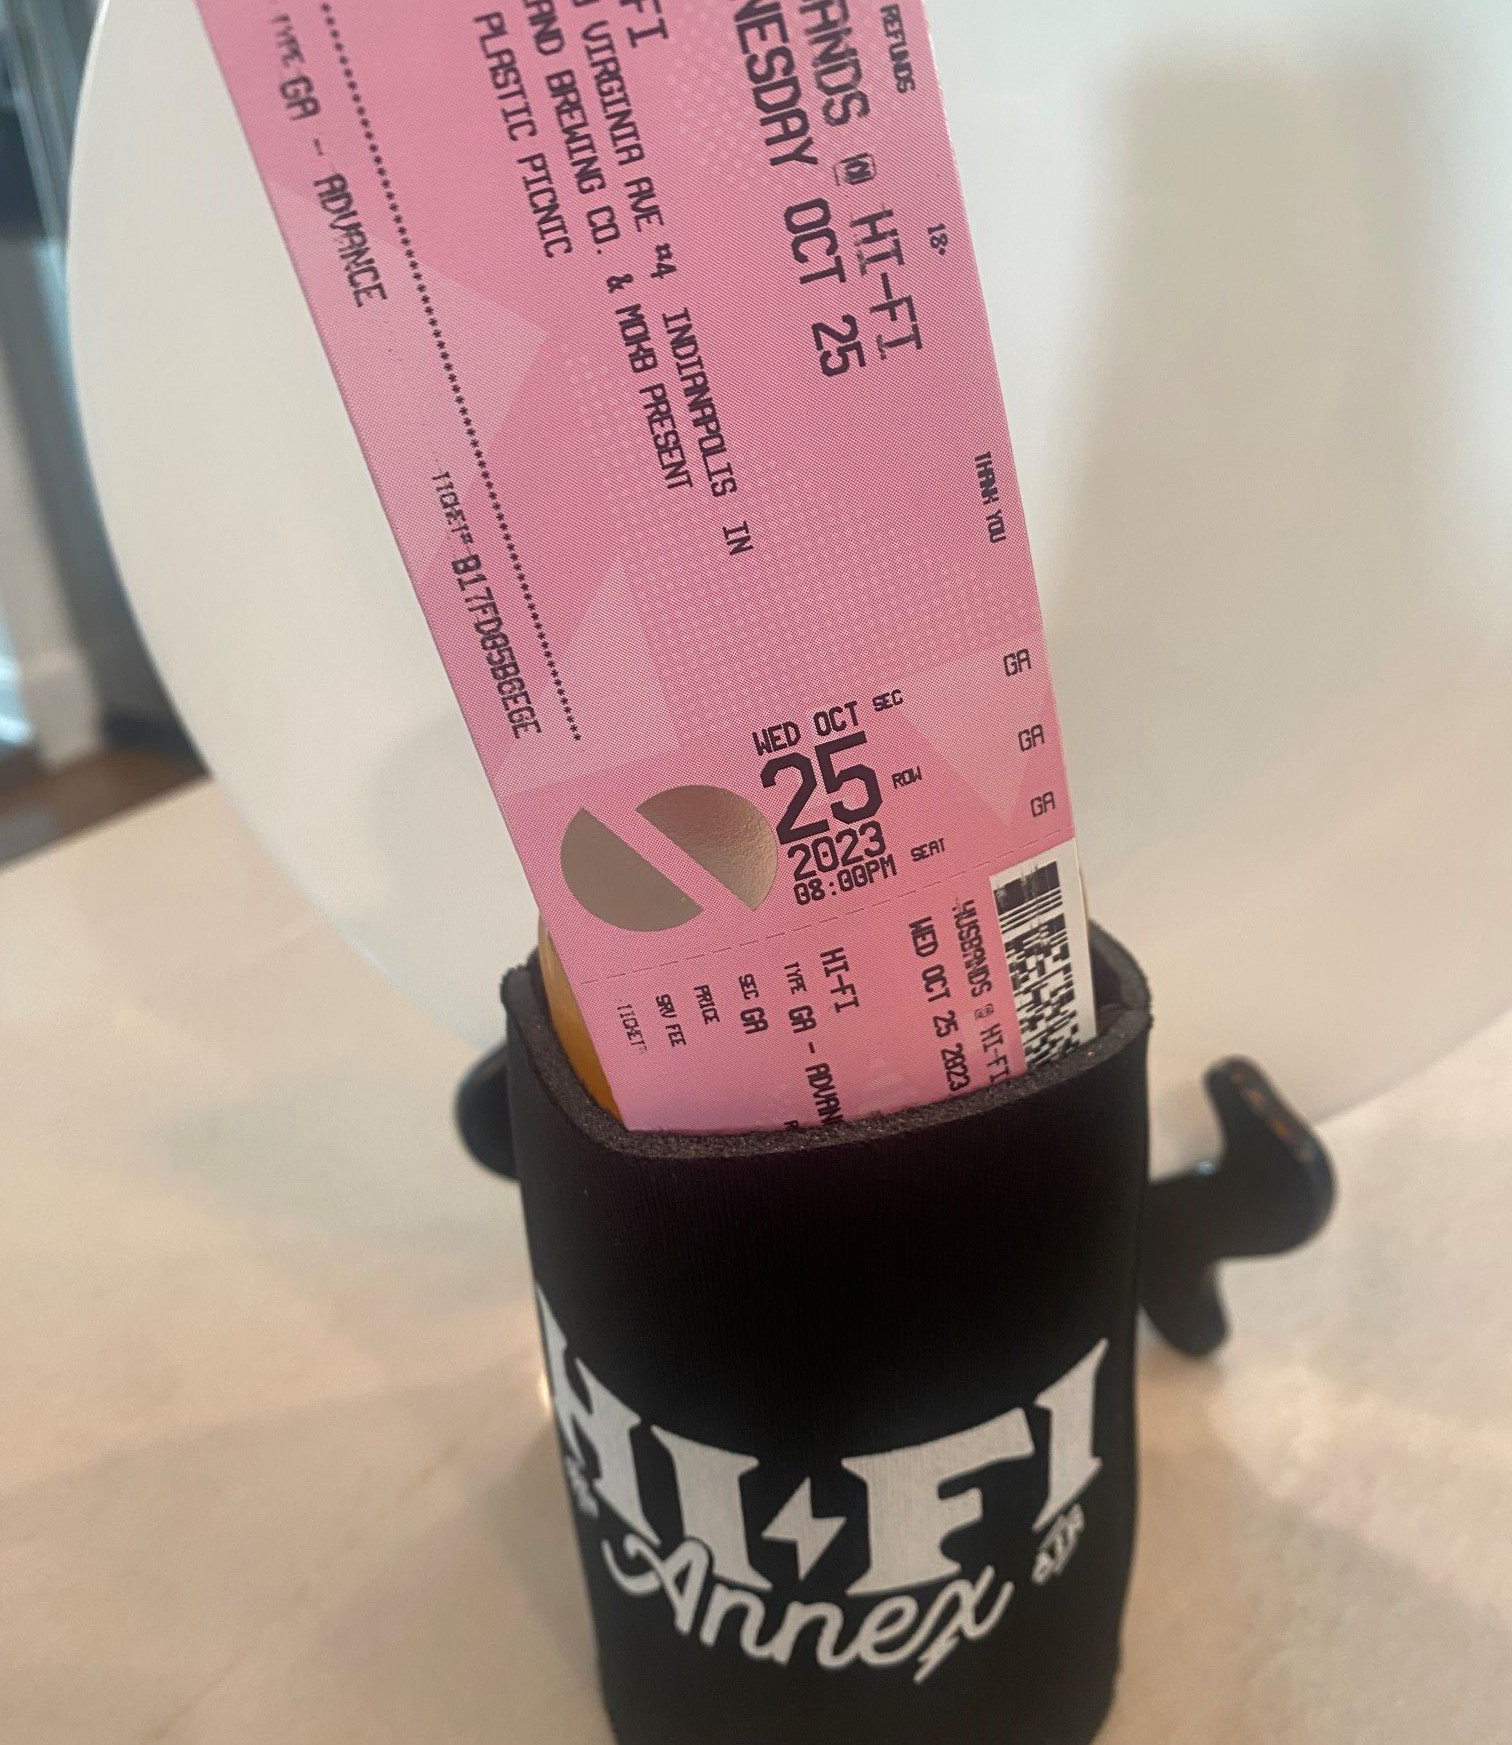 REFUNDS
18+
THANK YOU
ANDS @ HI-FI
NESDAY OCT 25
FI
VIRGINIA AVE #4 INDIANAPOLIS IN
AND BREWING CO. & MOKB PRESENT
PLASTIC PICNIC
TYPE GA - ADVANCE
TICKET# B17FD85B6EGE
WED OCT
25
2023
08:00PM
SEC GA
ROW GA
SEAT GA
HUSBANDS @ HI-FI
WED OCT 25 2023
HI-FI
TYPE GA - ADVAN
SEC GA
PRICE
SRV FEE
TICKET#
HI FI
Annex